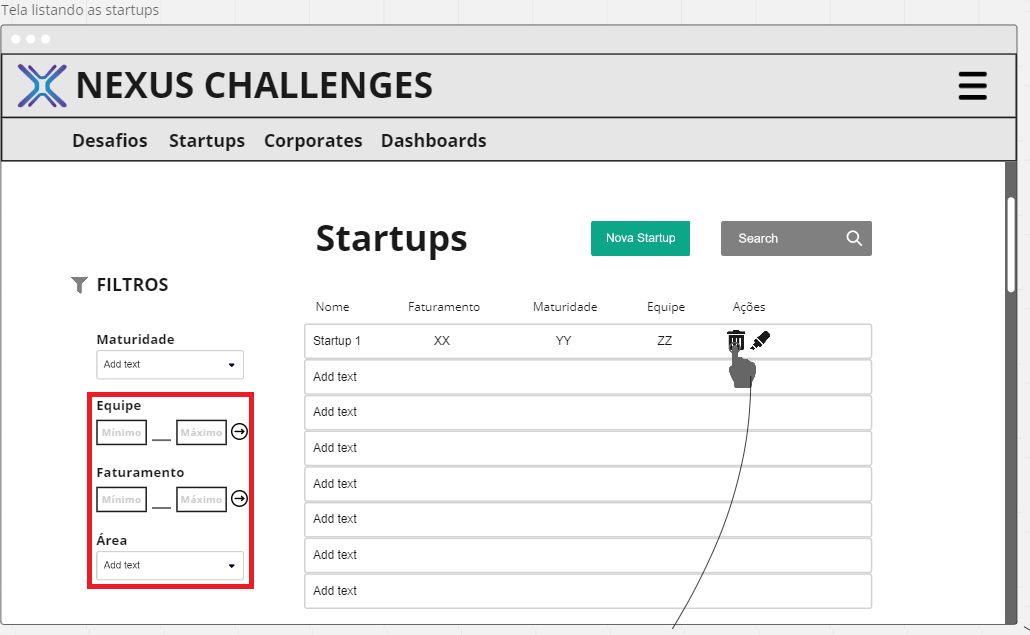 Tela listando as startups
NEXUS CHALLENGES
Desafios Startups Corporates Dashboards
Startups
Nova Startup
Search
FILTROS
Maturidade
Add text
Equipe
Mínimo __ Máximo
Faturamento
Mínimo __ Máximo
Área
Add text
Nome Faturamento Maturidade Equipe Ações
Startup 1 XX YY ZZ
Add text
Add text
Add text
Add text
Add text
Add text
Add text